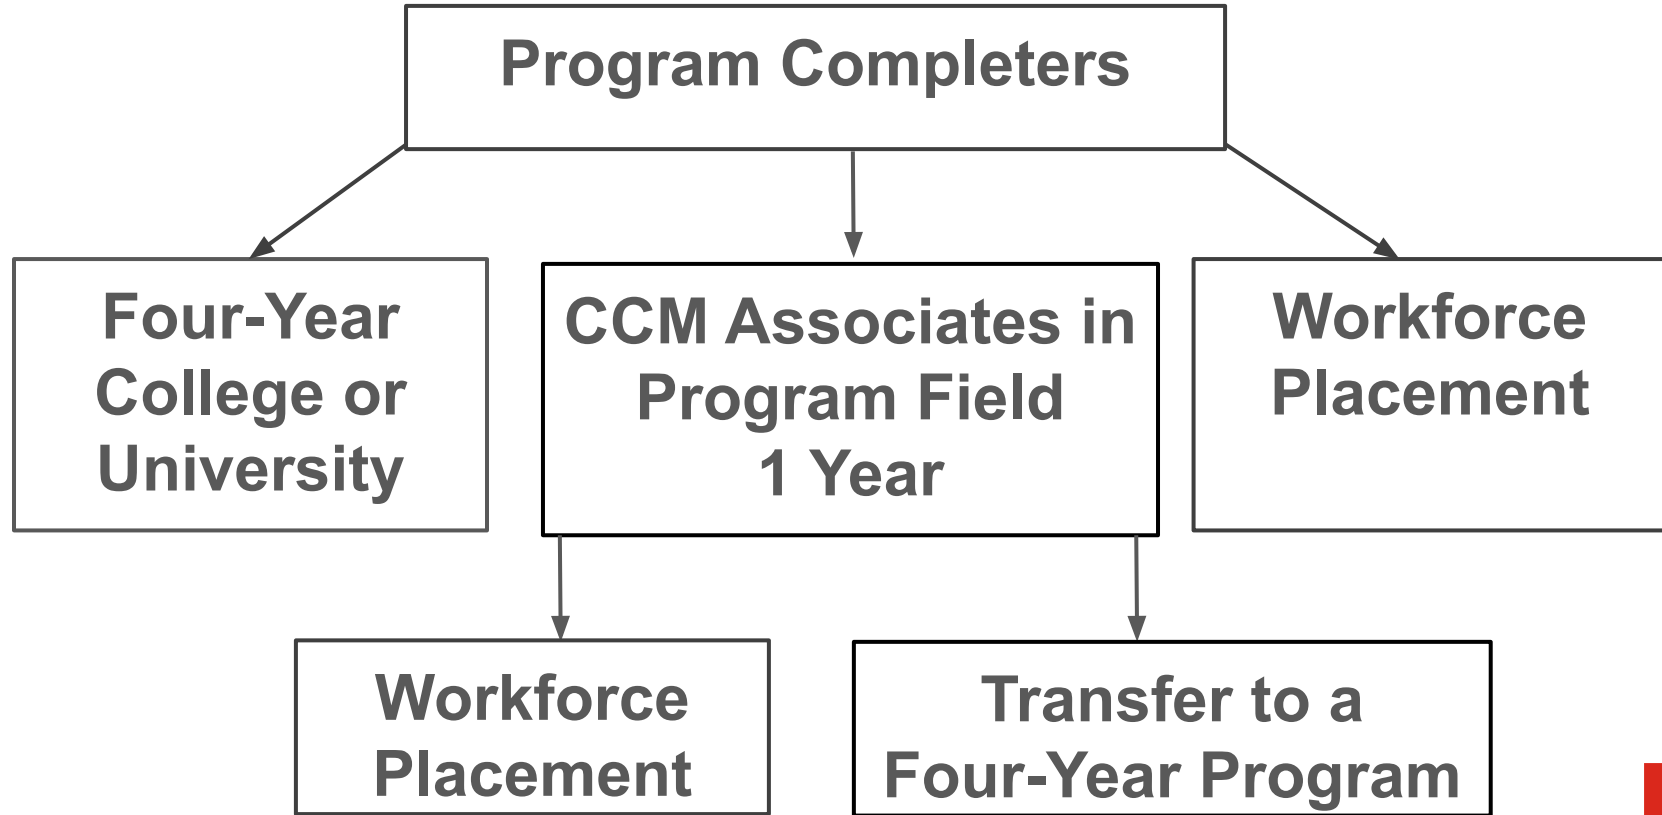 Program Completers
Four-Year
College or
University
CCM Associates in
Program Field
1 Year
Workforce
Placement
Workforce
Placement
Transfer to a
Four-Year Program